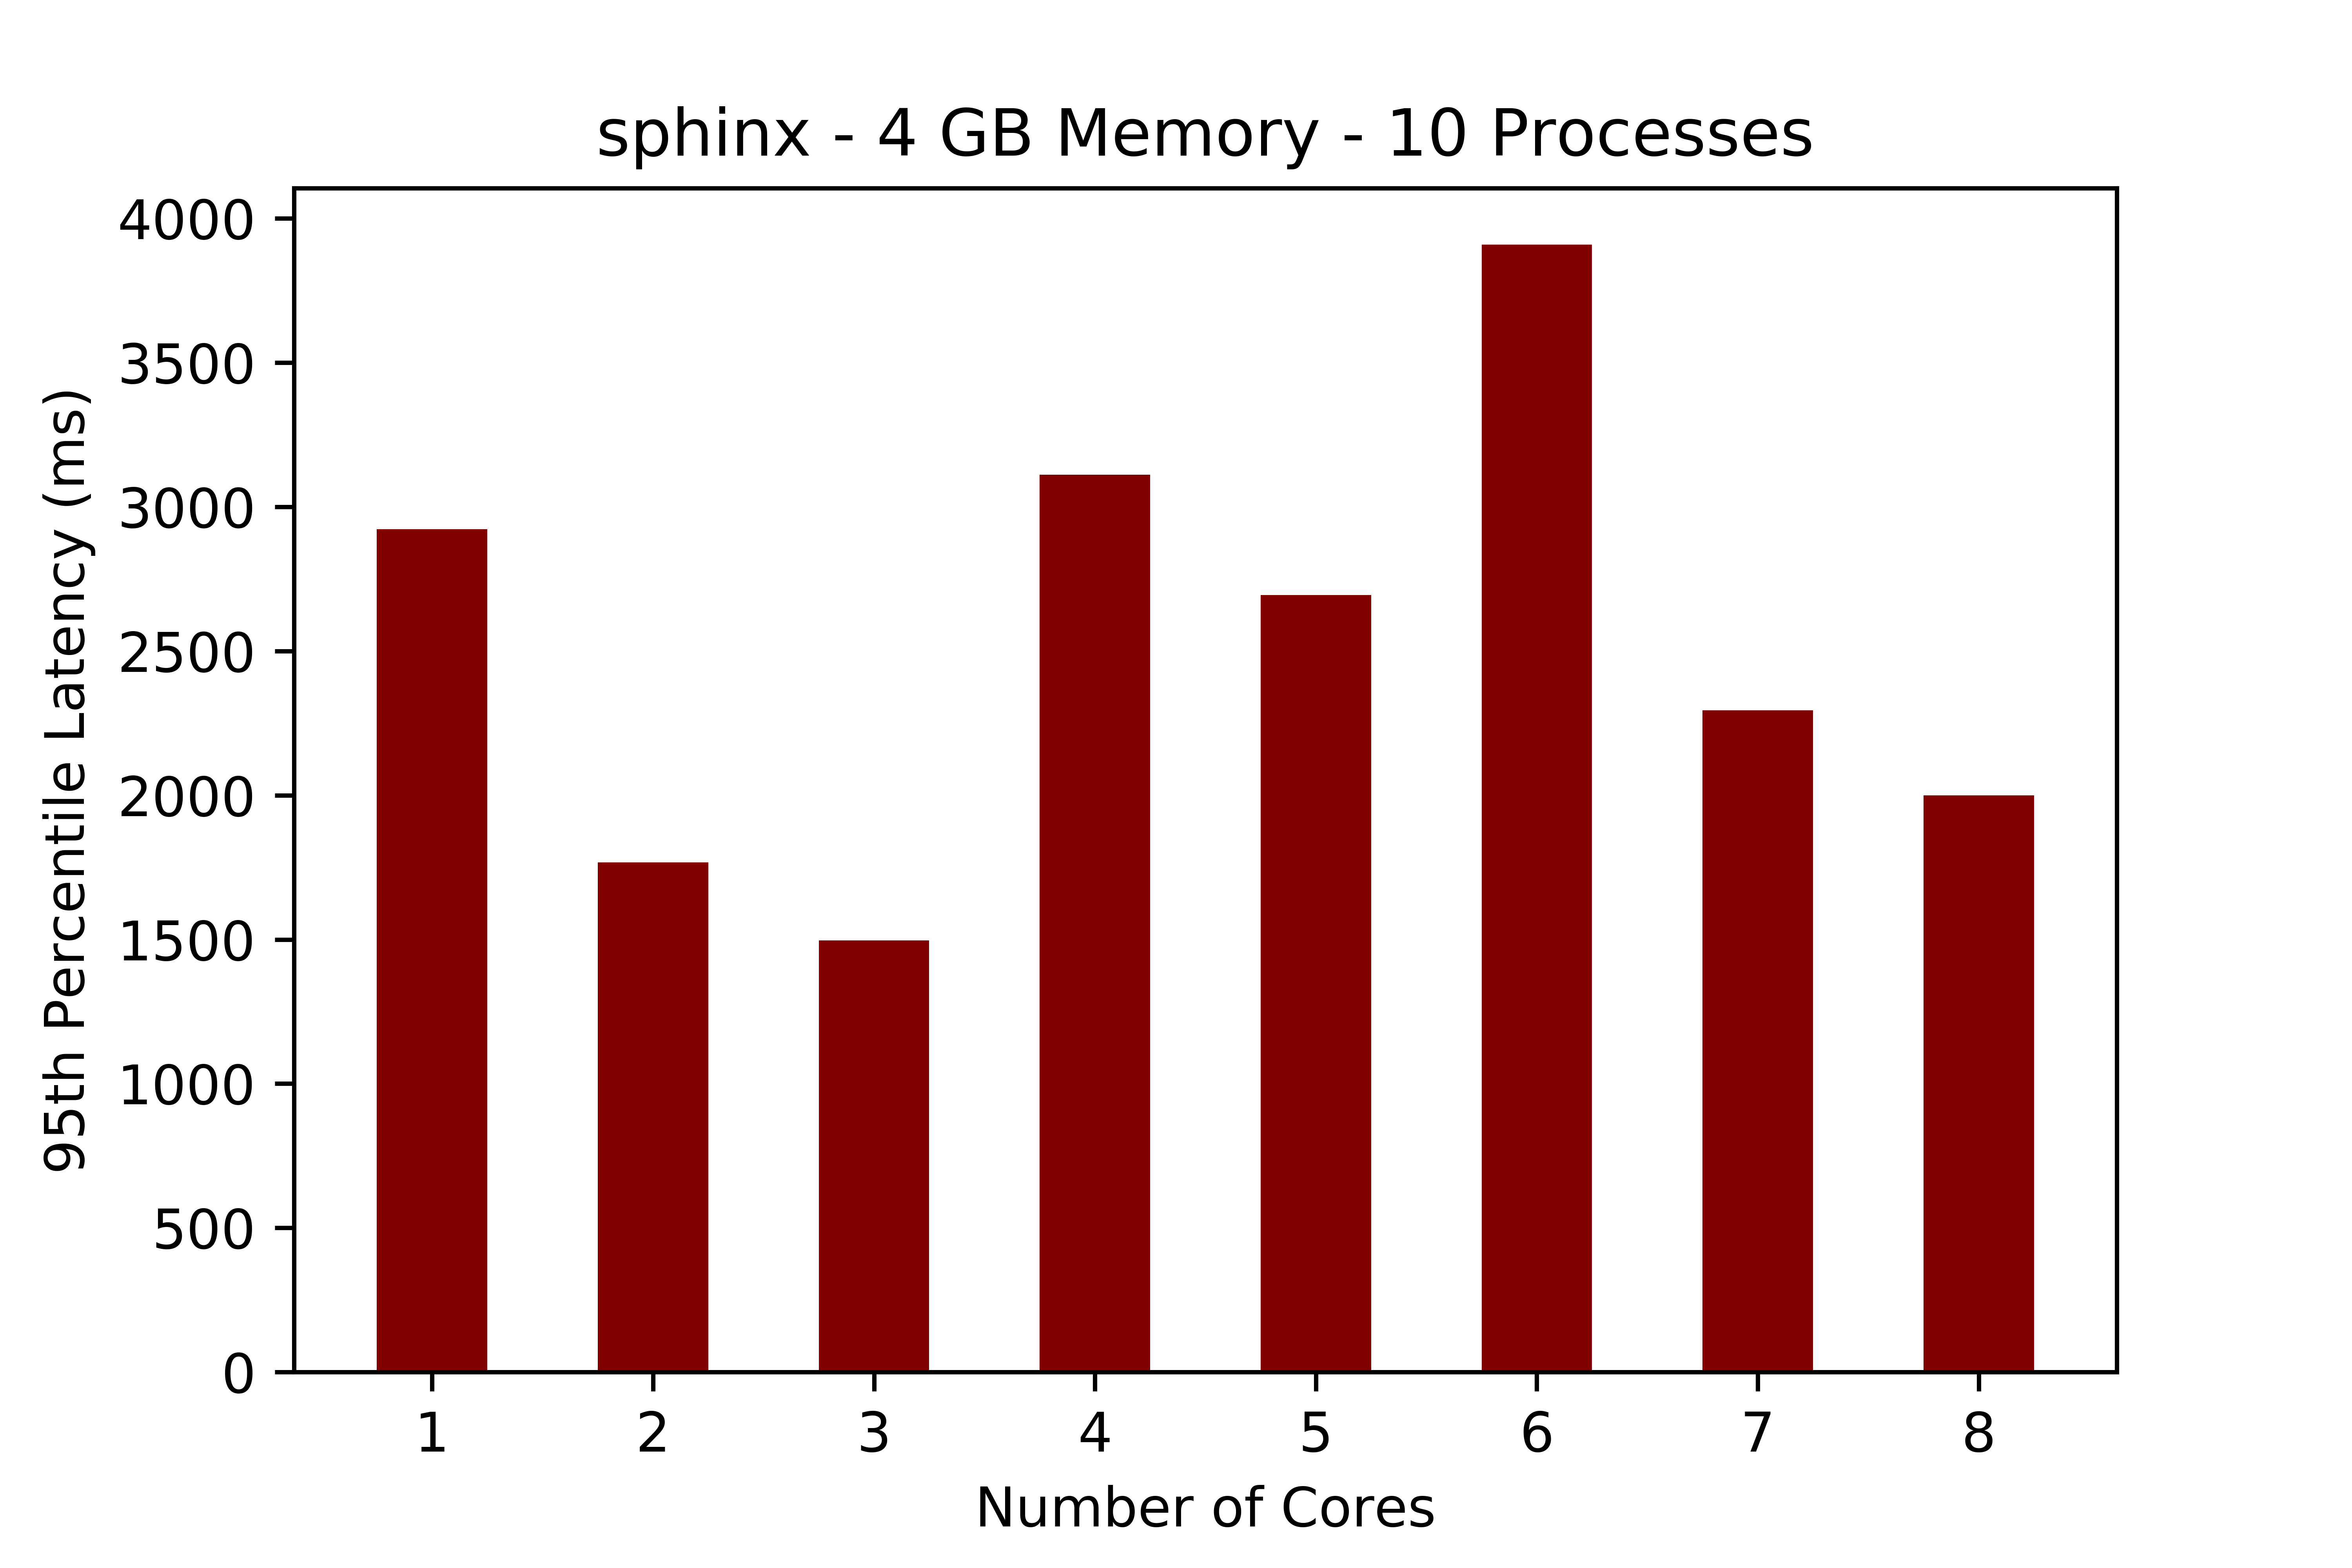 sphinx - 4 GB Memory - 10 Processes
95th Percentile Latency (ms)
4000
3500
3000
2500
2000
1500
1000
500
0
1 2 3 4 5 6 7 8
Number of Cores